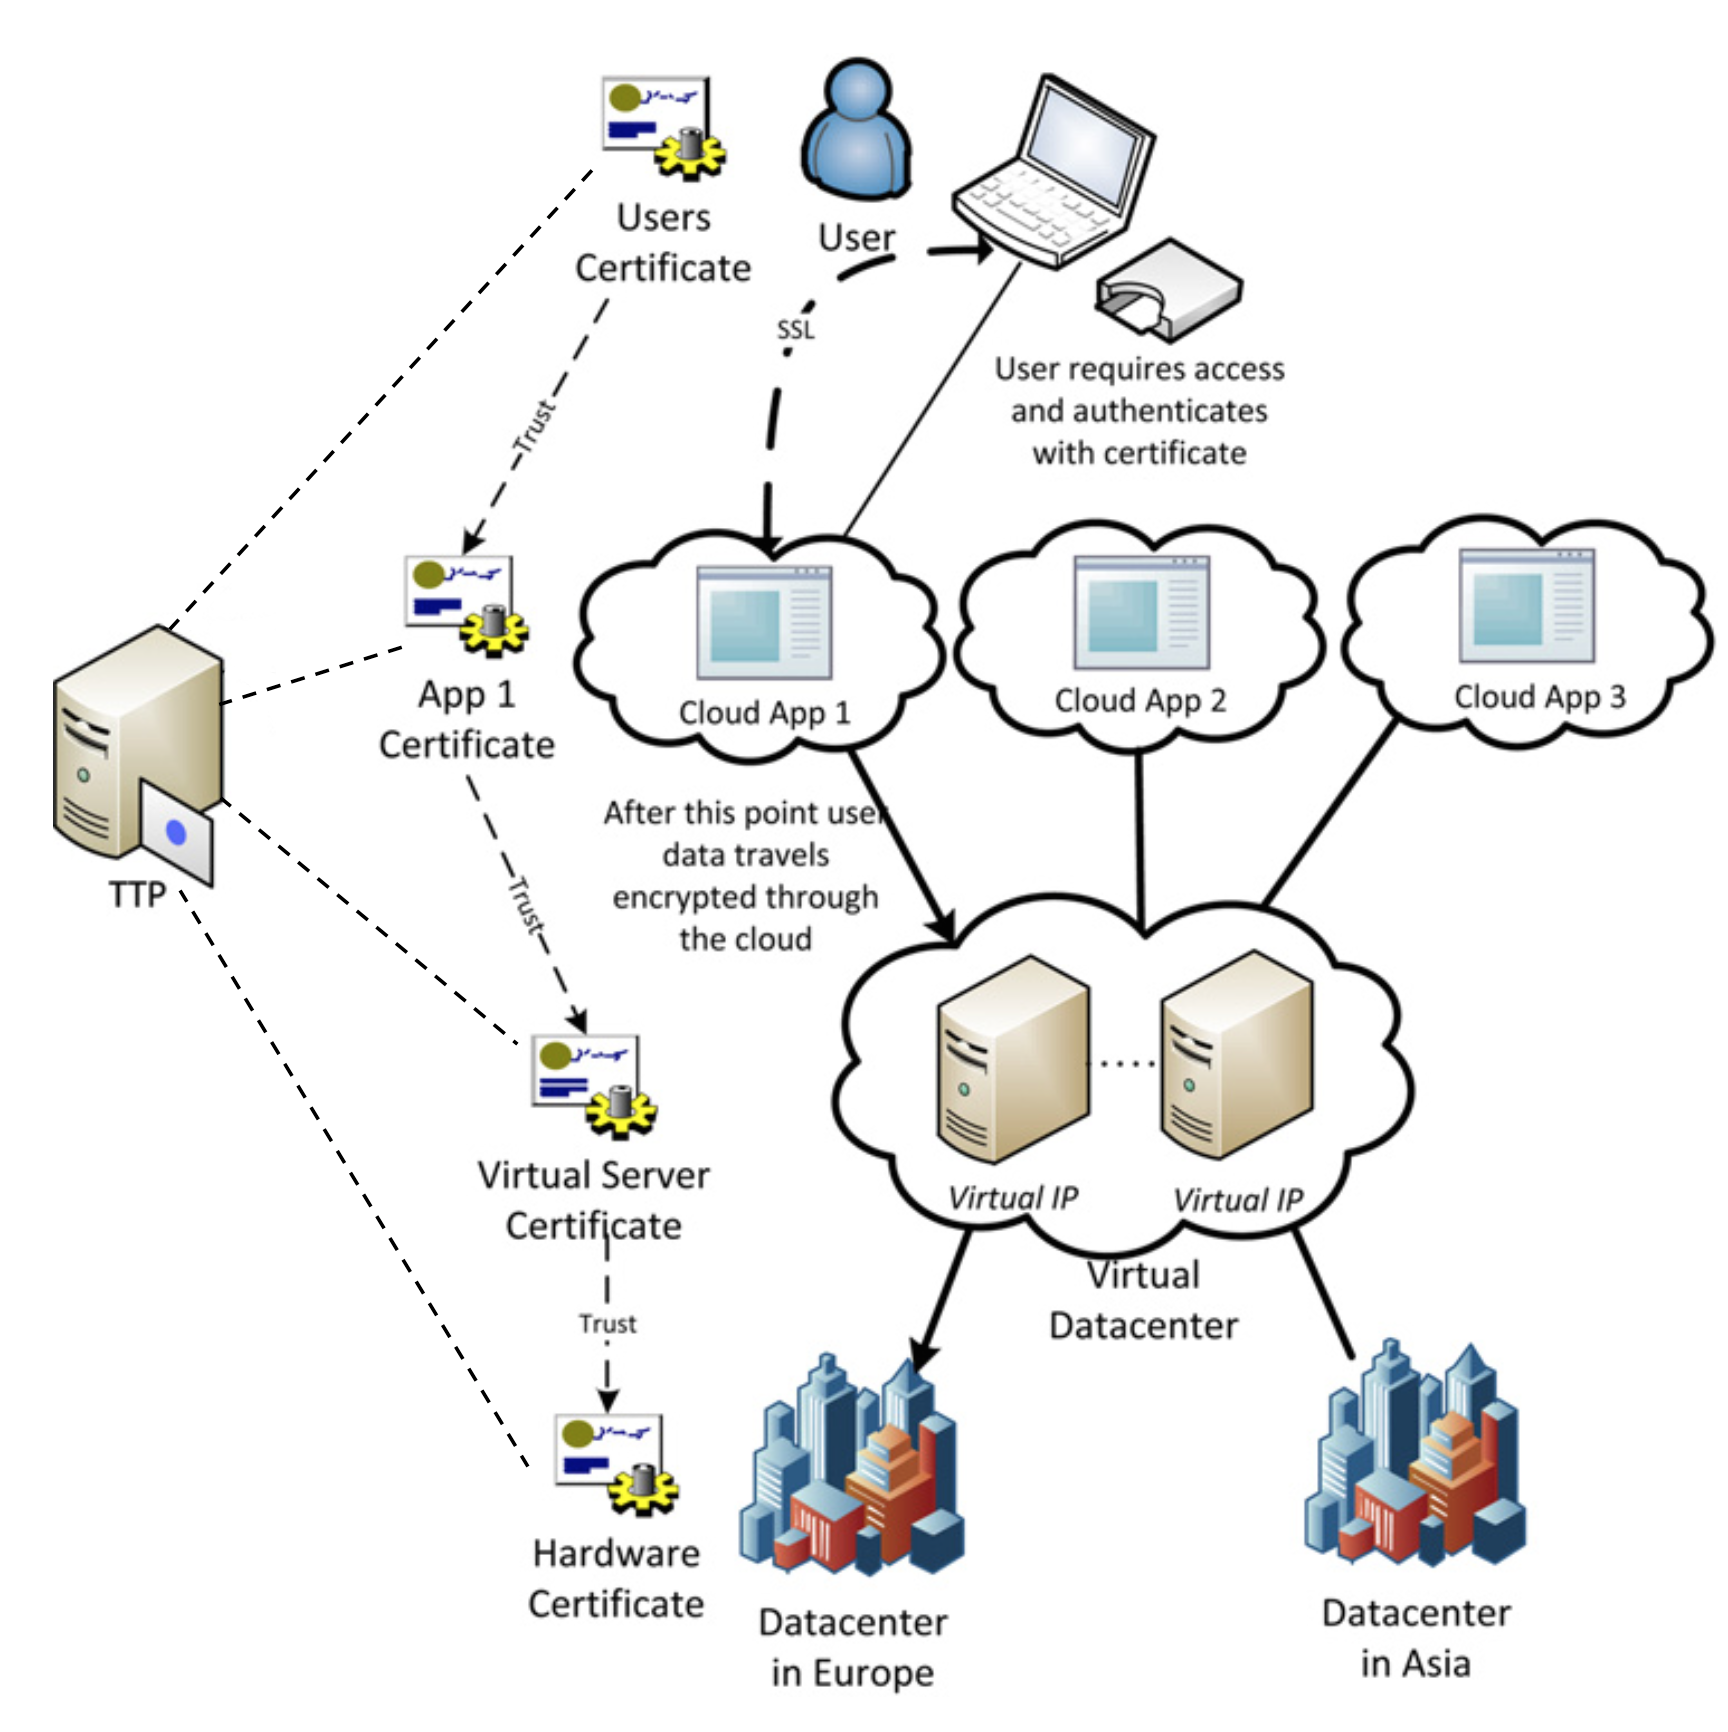 Users
Certificate
User
SSL
User requires access
and authenticates
with certificate
Trust
App 1
Certificate
Cloud App 1
Cloud App 2
Cloud App 3
TTP
After this point user
data travels
encrypted through
the cloud
Trust
Virtual Server
Certificate
Virtual IP
Virtual IP
Virtual
Datacenter
Trust
Hardware
Certificate
Datacenter
in Europe
Datacenter
in Asia